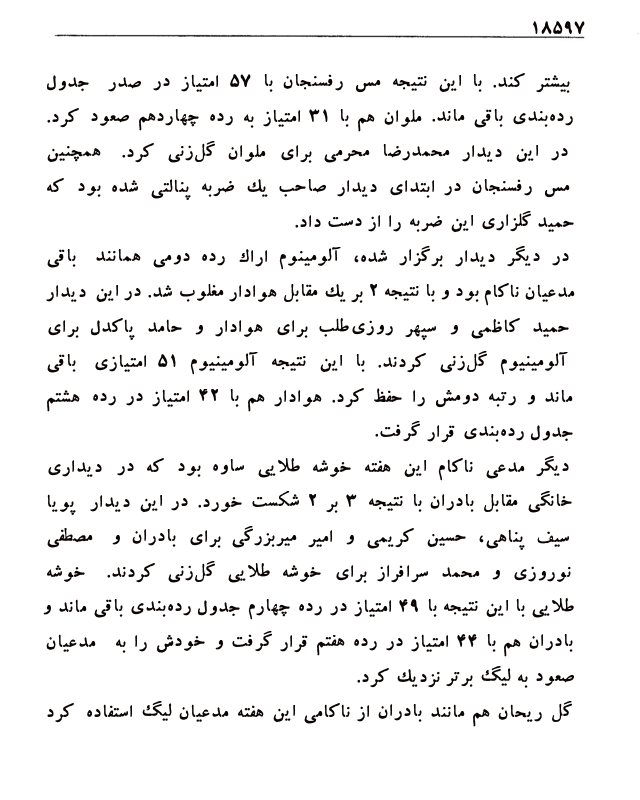 ۱۸۵۹۷
بیشتر کند. با این نتیجه مس رفسنجان با ۵۷ امتیاز در صدر جدول
رده‌بندی باقی ماند. ملوان هم با ۳۱ امتیاز به رده چهاردهم صعود کرد.
در این دیدار محمدرضا محرمی برای ملوان گل‌زنی کرد. همچنین
مس رفسنجان در ابتدای دیدار صاحب یك ضربه پنالتی شده بود که
حمید گلزاری این ضربه را از دست داد.
در دیگر دیدار برگزار شده، آلومینوم اراك رده دومی همانند باقی
مدعیان ناکام بود و با نتیجه ۲ بر یك مقابل هوادار مغلوب شد. در این دیدار
حمید کاظمی و سپهر روزی‌طلب برای هوادار و حامد پاکدل برای
آلومینیوم گل‌زنی کردند. با این نتیجه آلومینیوم ۵۱ امتیازی باقی
ماند و رتبه دومش را حفظ کرد. هوادار هم با ۴۲ امتیاز در رده هشتم
جدول رده‌بندی قرار گرفت.
دیگر مدعی ناکام این هفته خوشه طلایی ساوه بود که در دیداری
خانگی مقابل بادران با نتیجه ۳ بر ۲ شکست خورد. در این دیدار پویا
سیف پناهی، حسین کریمی و امیر میربزرگی برای بادران و مصطفی
نوروزی و محمد سرافراز برای خوشه طلایی گل‌زنی کردند. خوشه
طلایی با این نتیجه با ۴۹ امتیاز در رده چهارم جدول رده‌بندی باقی ماند و
بادران هم با ۴۴ امتیاز در رده هفتم قرار گرفت و خودش را به مدعیان
صعود به لیگ برتر نزدیك کرد.
گل ریحان هم مانند بادران از ناکامی این هفته مدعیان لیگ استفاده کرد